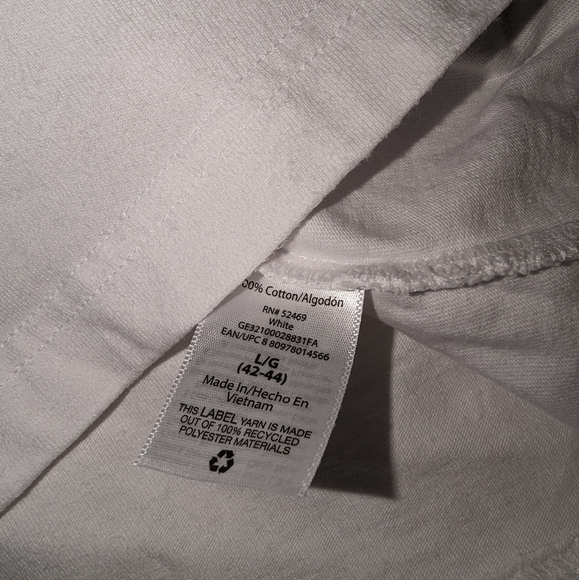 00% Cotton/Algodón
RN# 52469
White
GE32100028831FA
EAN/UPC 8 80978014566
L/G
(42-44)
Made In/Hecho En
Vietnam
THIS LABEL YARN IS MADE
OUT OF 100% RECYCLED
POLYESTER MATERIALS